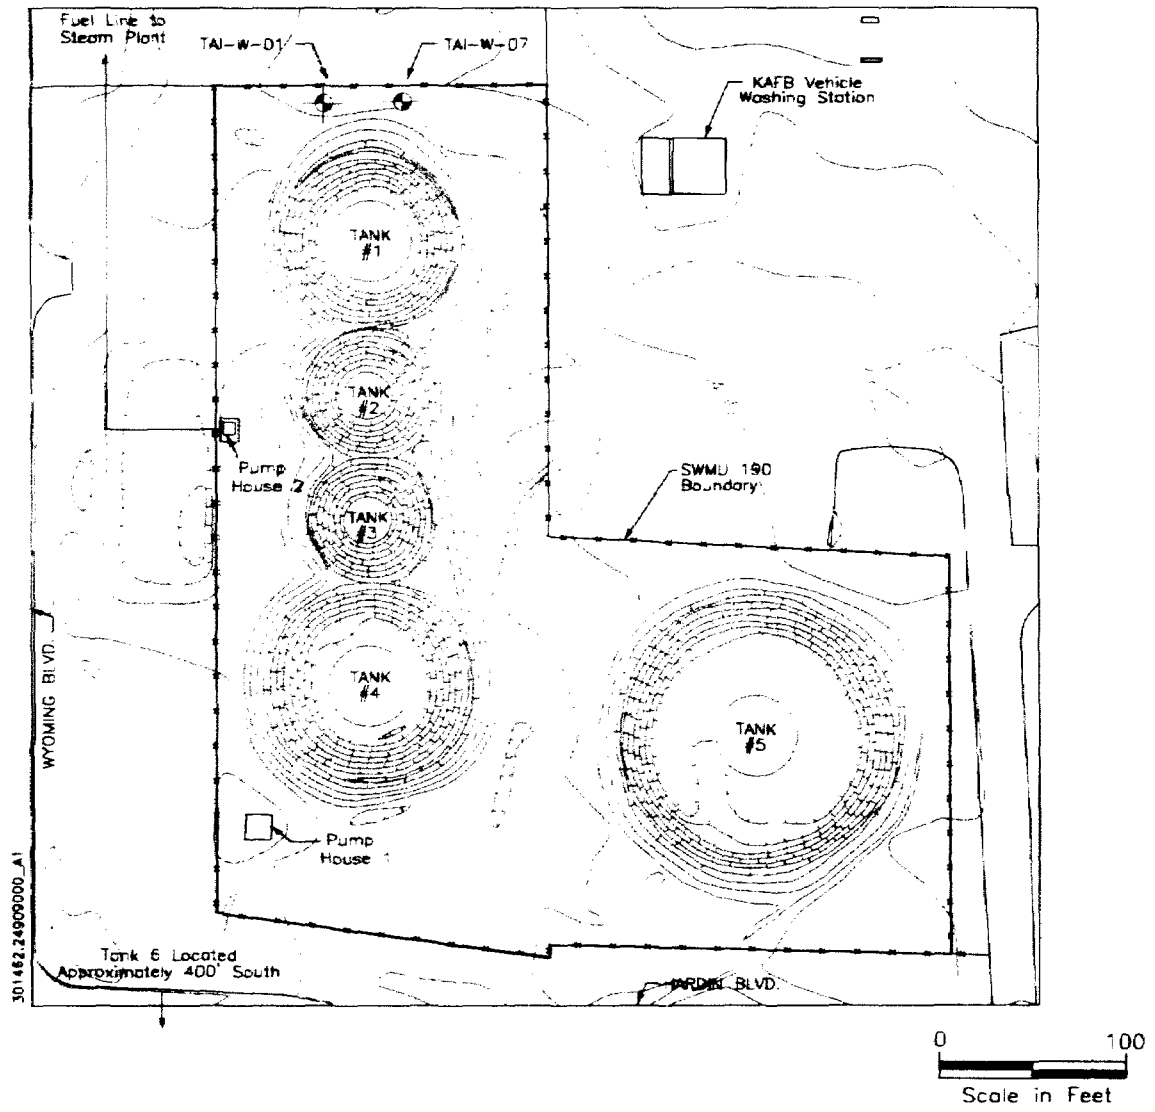 Fuel Line to
Steam Plant
TAI-W-01
TAI-W-07
KAFB Vehicle
Washing Station
TANK
#1
TANK
#2
Pump
House 2
SWMU 190
Boundary
TANK
#3
TANK
#4
WYOMING BLVD.
TANK
#5
Pump
House 1
301462.24909000_A1
Tank 6 Located
Approximately 400' South
JARDIN BLVD.
0 100
Scale in Feet